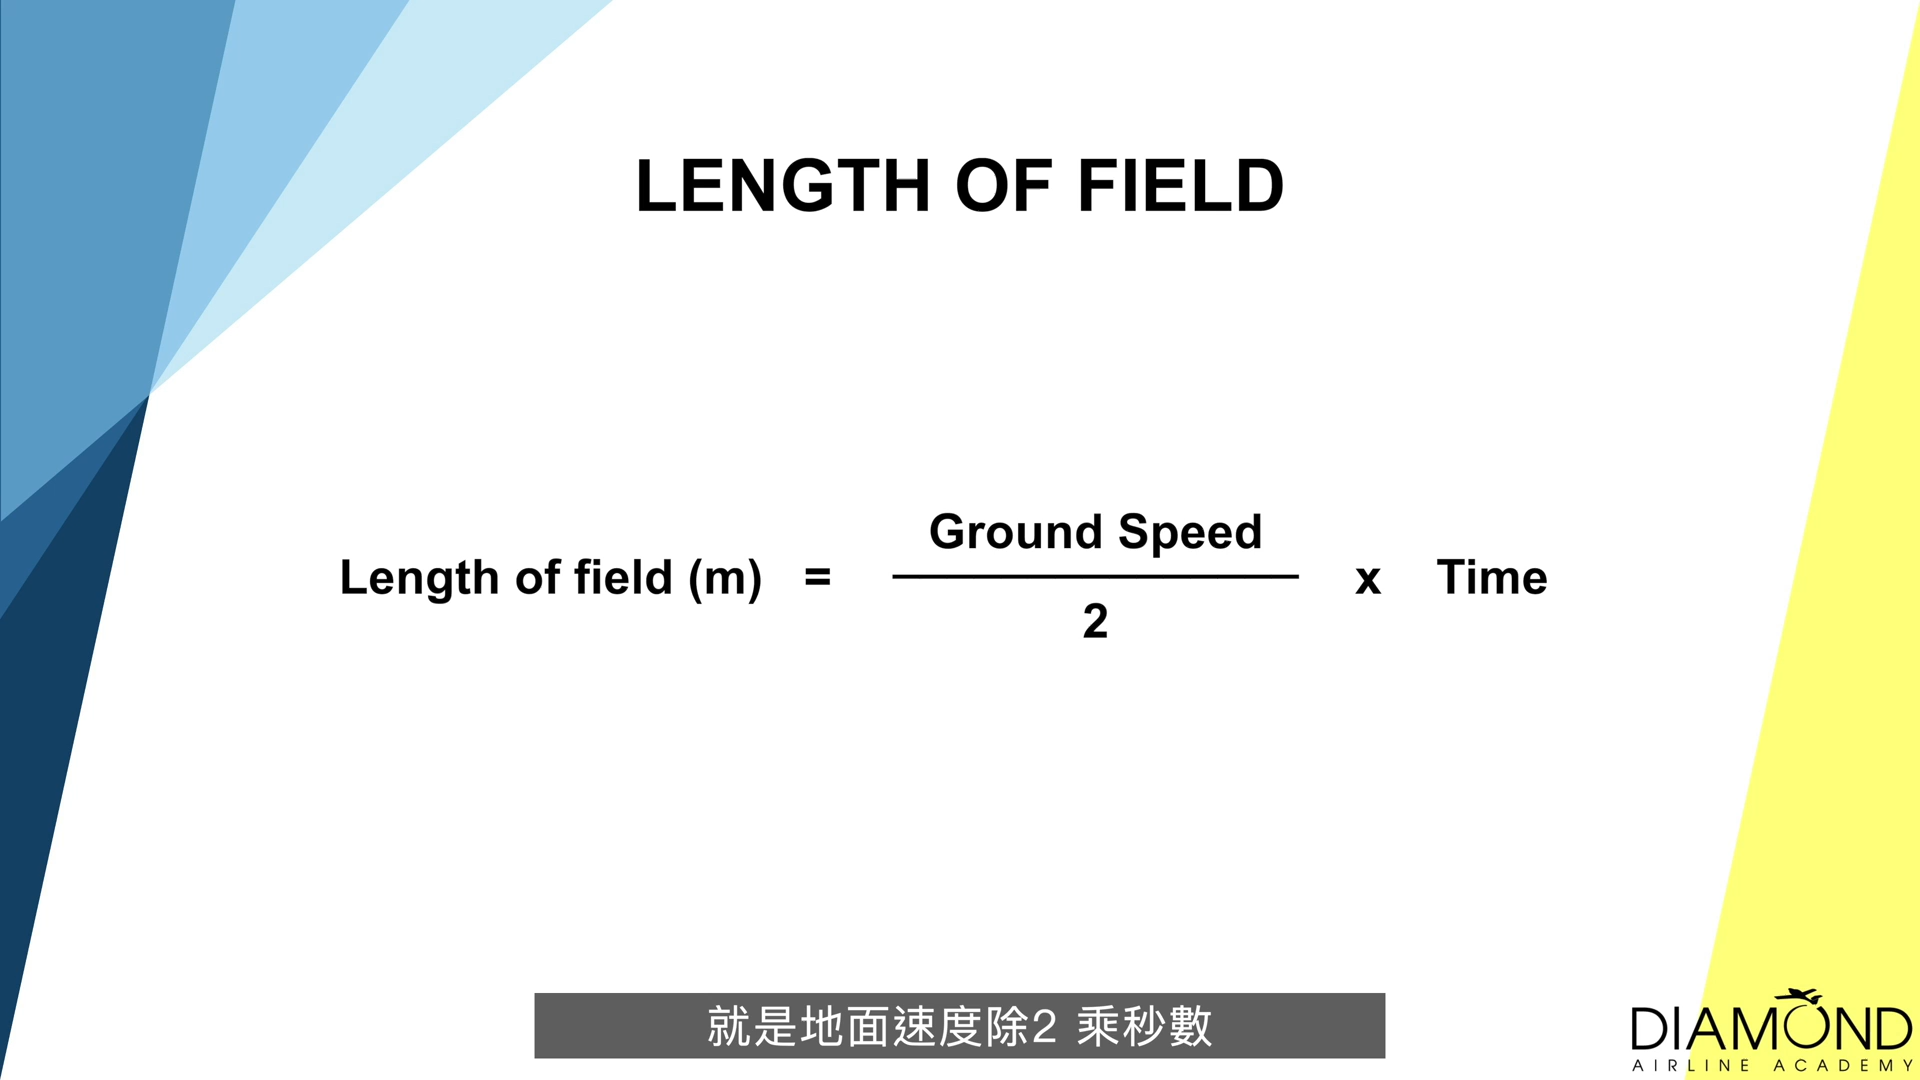 LENGTH OF FIELD
Length of field (m) = Ground Speed / 2 x Time
就是地面速度除2 乘秒數
DIAMOND
AIRLINE ACADEMY